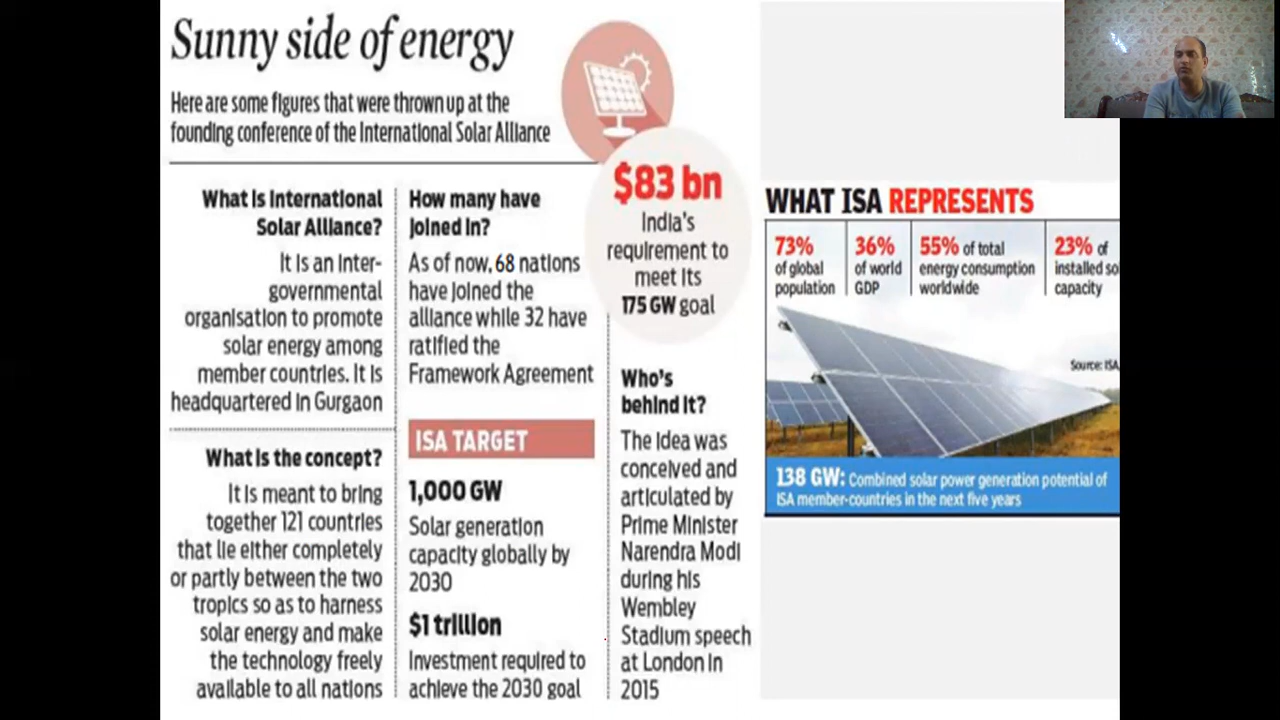 Sunny side of energy
Here are some figures that were thrown up at the
founding conference of the International Solar Alliance
What is International
Solar Alliance?
It is an inter-
governmental
organisation to promote
solar energy among
member countries. It is
headquartered in Gurgaon
What is the concept?
It is meant to bring
together 121 countries
that lie either completely
or partly between the two
tropics so as to harness
solar energy and make
the technology freely
available to all nations
How many have
joined in?
As of now, 68 nations
have joined the
alliance while 32 have
ratified the
Framework Agreement
ISA TARGET
1,000 GW
Solar generation
capacity globally by
2030
$1 trillion
Investment required to
achieve the 2030 goal
$83 bn
India's
requirement to
meet its
175 GW goal
Who's
behind it?
The idea was
conceived and
articulated by
Prime Minister
Narendra Modi
during his
Wembley
Stadium speech
at London in
2015
WHAT ISA REPRESENTS
73%
of global
population
36%
of world
GDP
55% of total
energy consumption
worldwide
23% of
installed so
capacity
Source: ISA
138 GW: Combined solar power generation potential of
ISA member-countries in the next five years